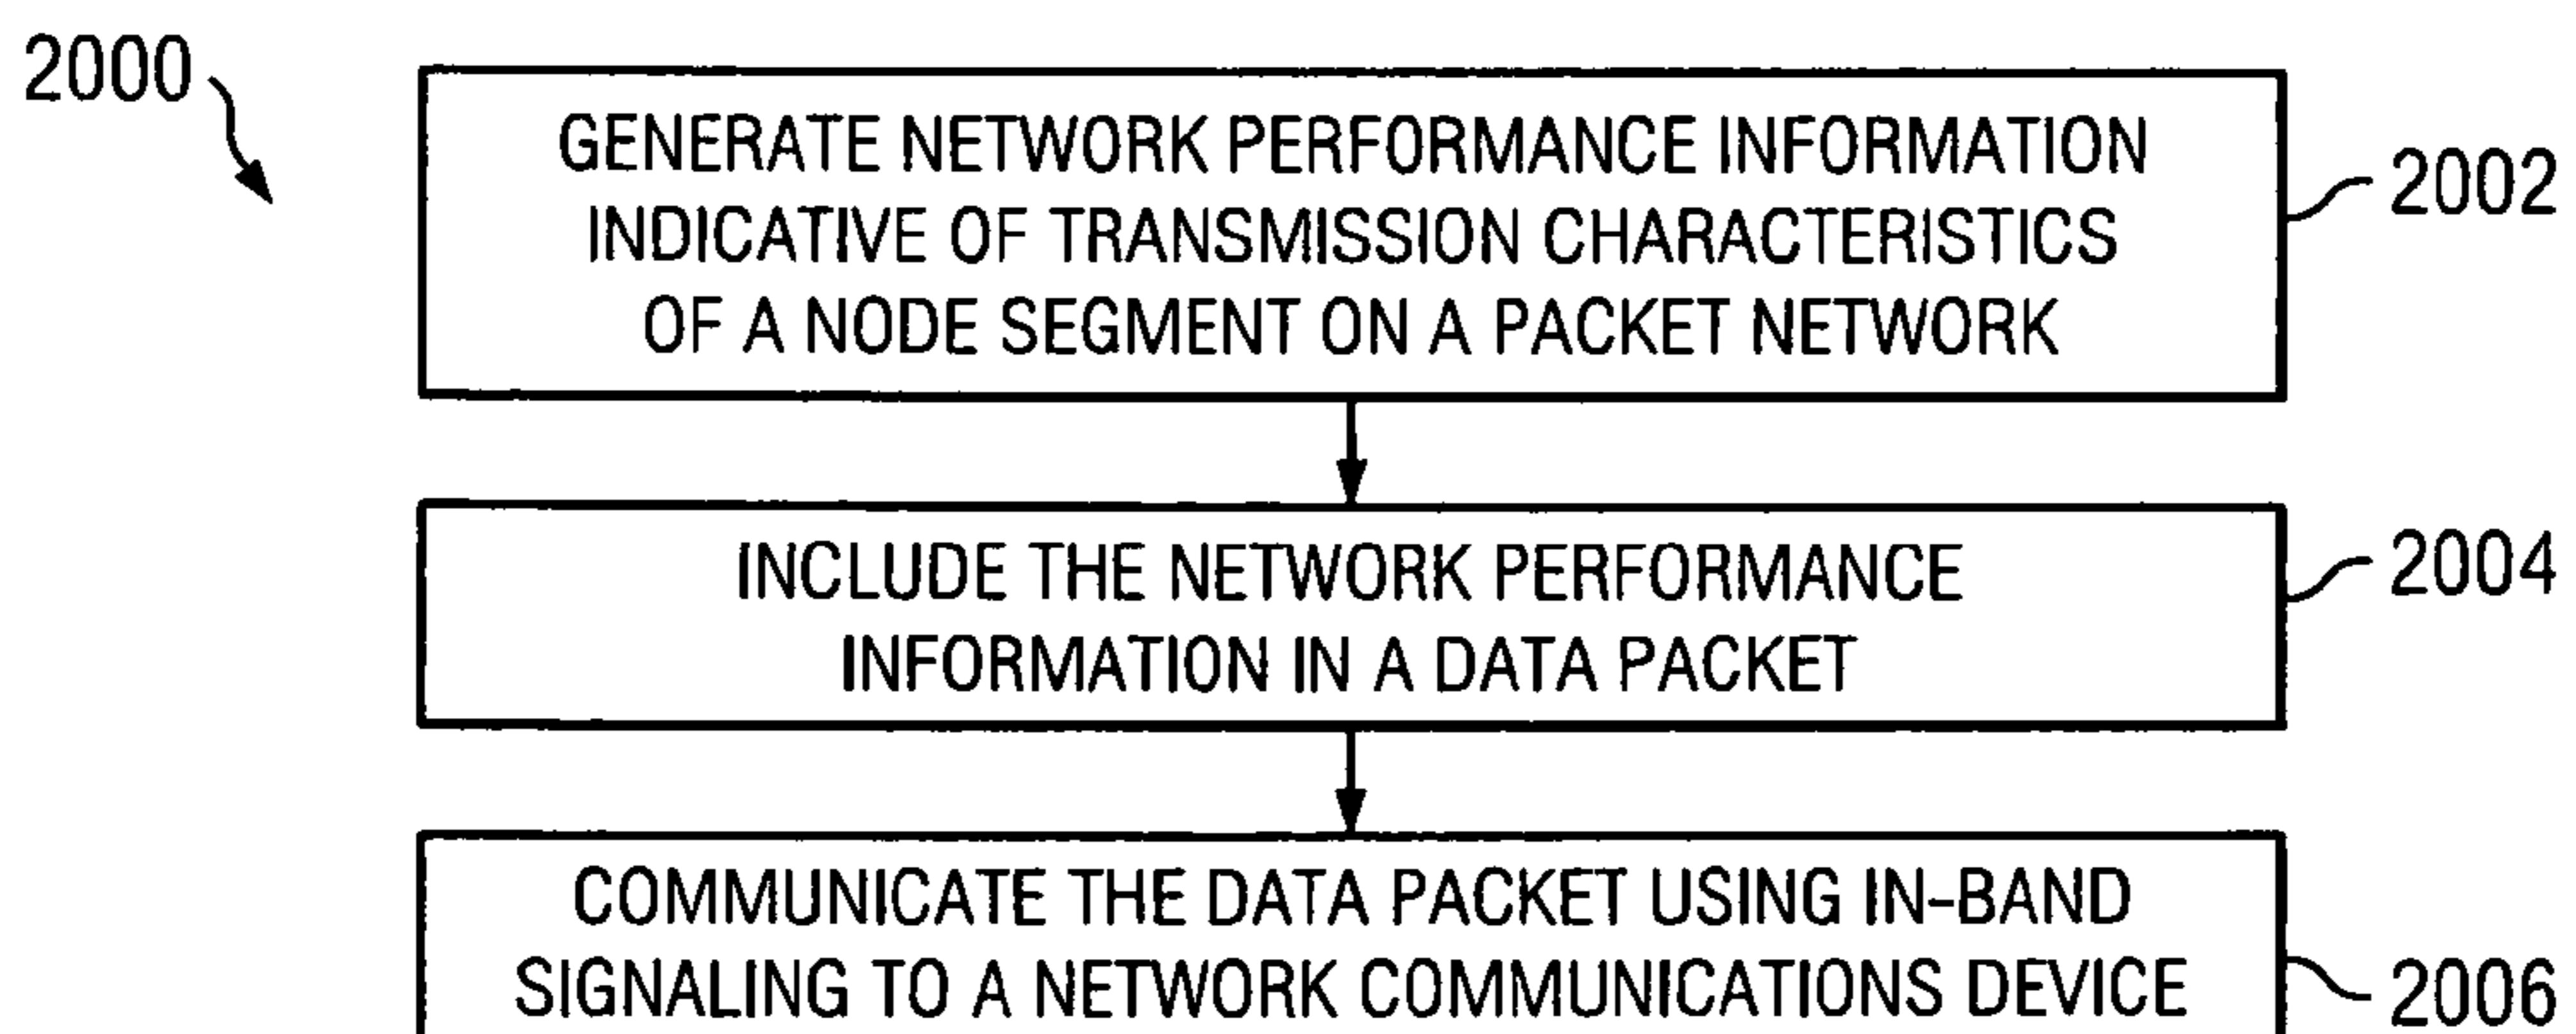 2000
GENERATE NETWORK PERFORMANCE INFORMATION
INDICATIVE OF TRANSMISSION CHARACTERISTICS
OF A NODE SEGMENT ON A PACKET NETWORK
2002
INCLUDE THE NETWORK PERFORMANCE
INFORMATION IN A DATA PACKET
2004
COMMUNICATE THE DATA PACKET USING IN-BAND
SIGNALING TO A NETWORK COMMUNICATIONS DEVICE
2006